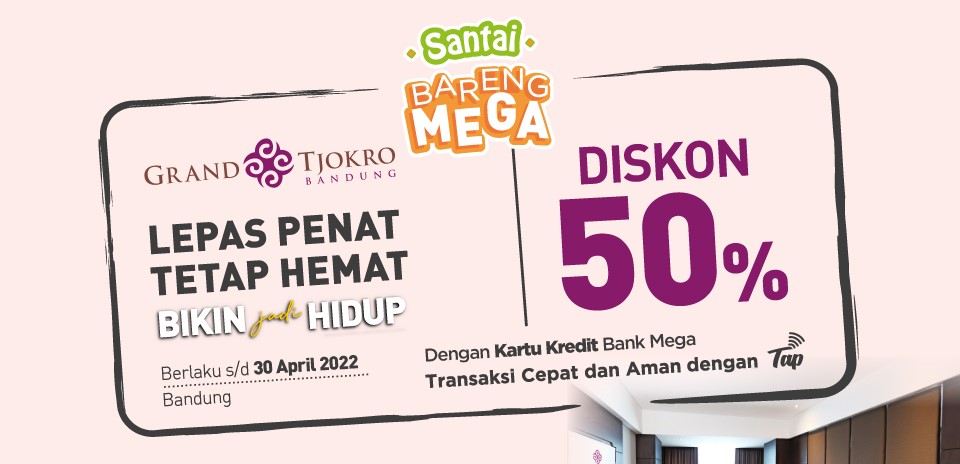 Santai
BARENG
MEGA
GRAND TJOKRO
BANDUNG
LEPAS PENAT
TETAP HEMAT
BIKIN jadi HIDUP
Berlaku s/d 30 April 2022
Bandung
DISKON
50%
Dengan Kartu Kredit Bank Mega
Transaksi Cepat dan Aman dengan Tap